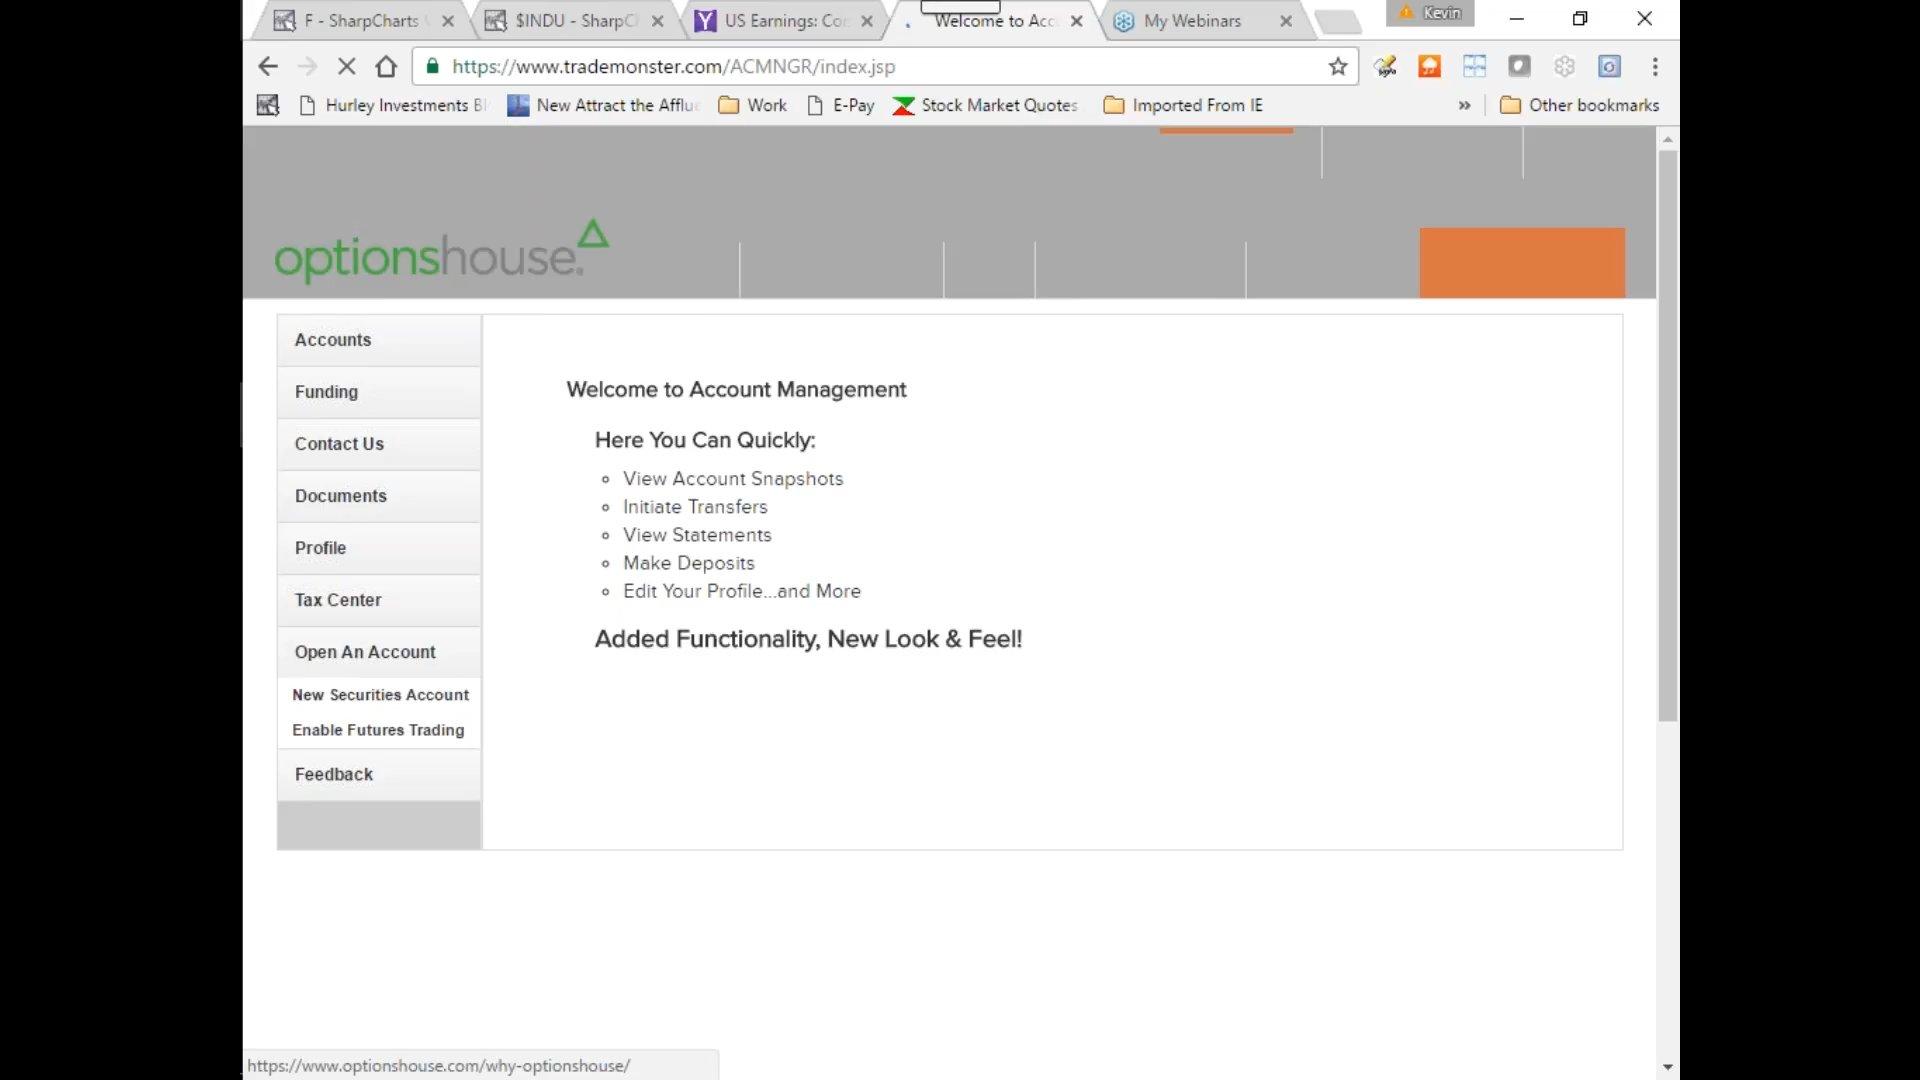 F - SharpCharts
$INDU - SharpC
US Earnings: Co
Welcome to Acc
My Webinars
Kevin
https://www.trademonster.com/ACMNGR/index.jsp
Hurley Investments Bl
New Attract the Afflu
Work
E-Pay
Stock Market Quotes
Imported From IE
»
Other bookmarks
optionshouse.
Accounts
Funding
Contact Us
Documents
Profile
Tax Center
Open An Account
New Securities Account
Enable Futures Trading
Feedback
Welcome to Account Management
Here You Can Quickly:
View Account Snapshots
Initiate Transfers
View Statements
Make Deposits
Edit Your Profile...and More
Added Functionality, New Look & Feel!
https://www.optionshouse.com/why-optionshouse/